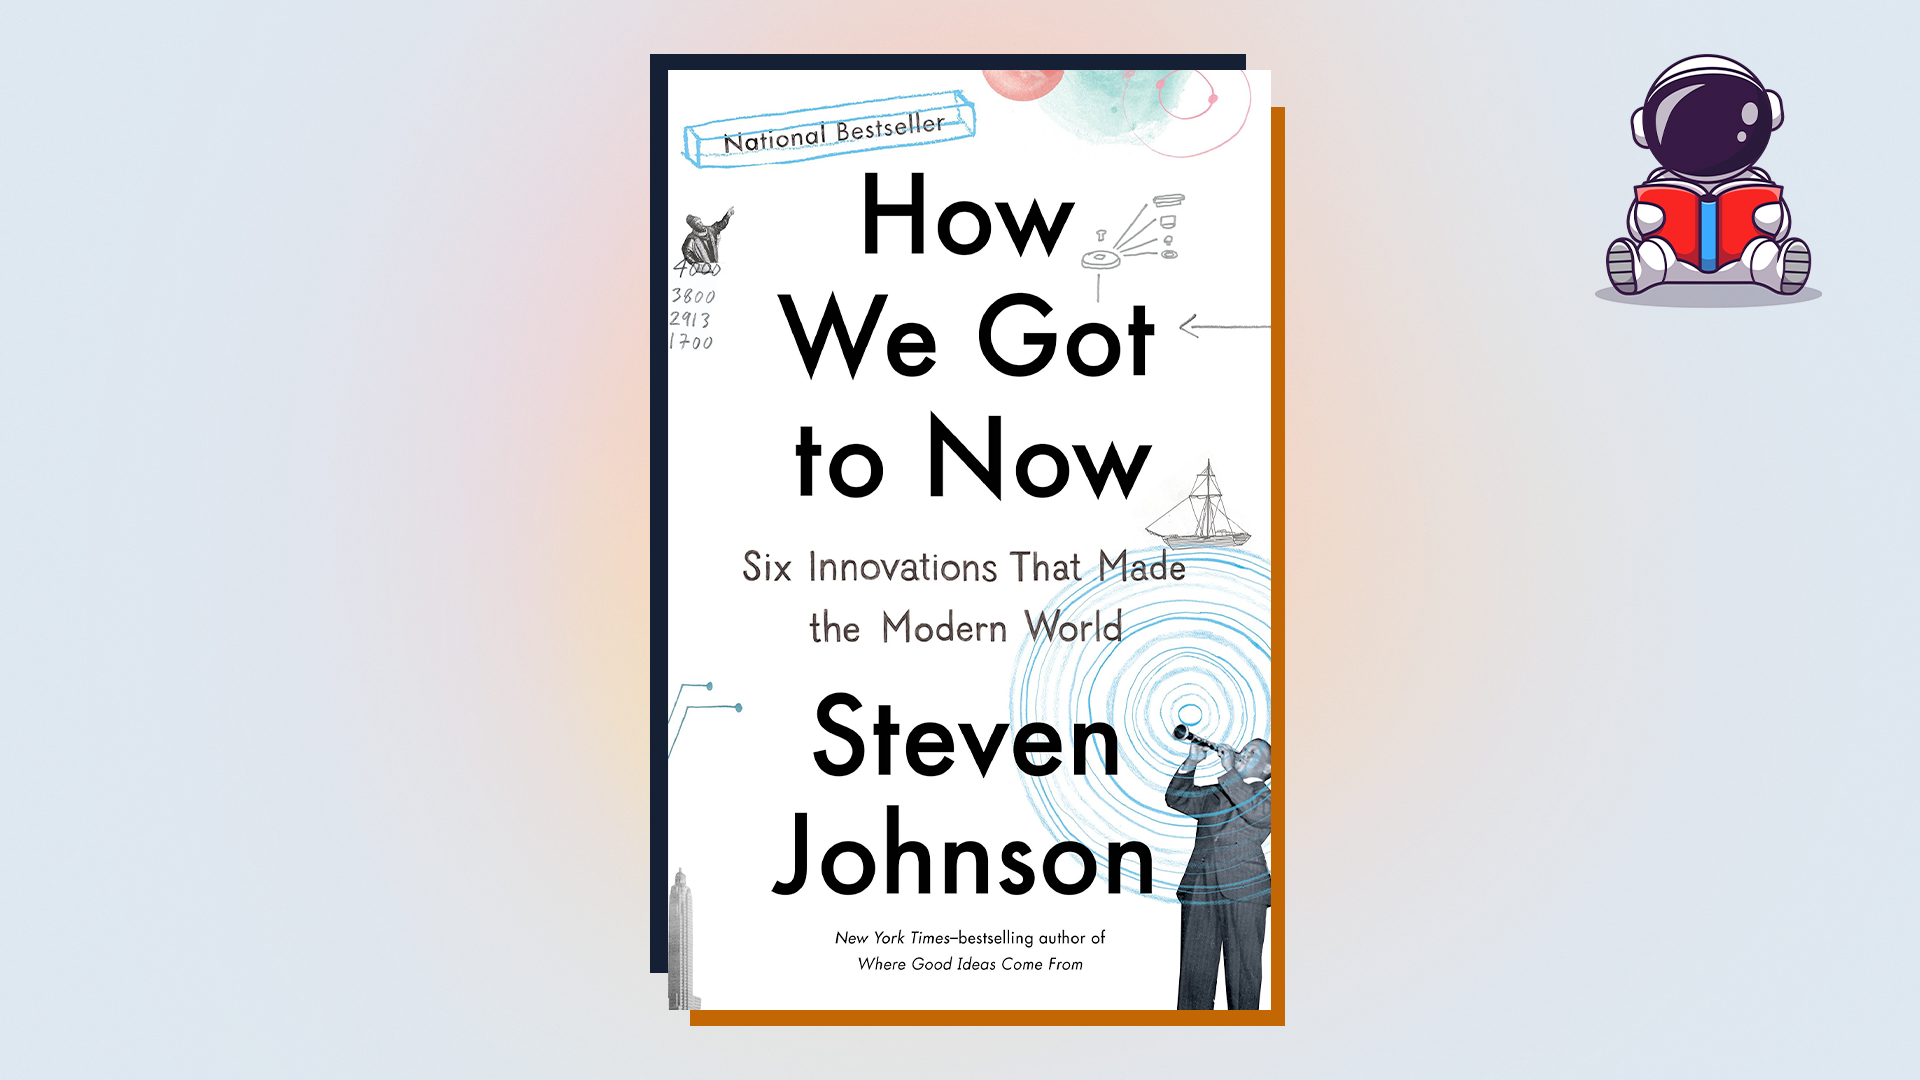 National Bestseller
How
We Got
to Now
4000
3800
2913
1700
Six Innovations That Made
the Modern World
Steven
Johnson
New York Times–bestselling author of
Where Good Ideas Come From